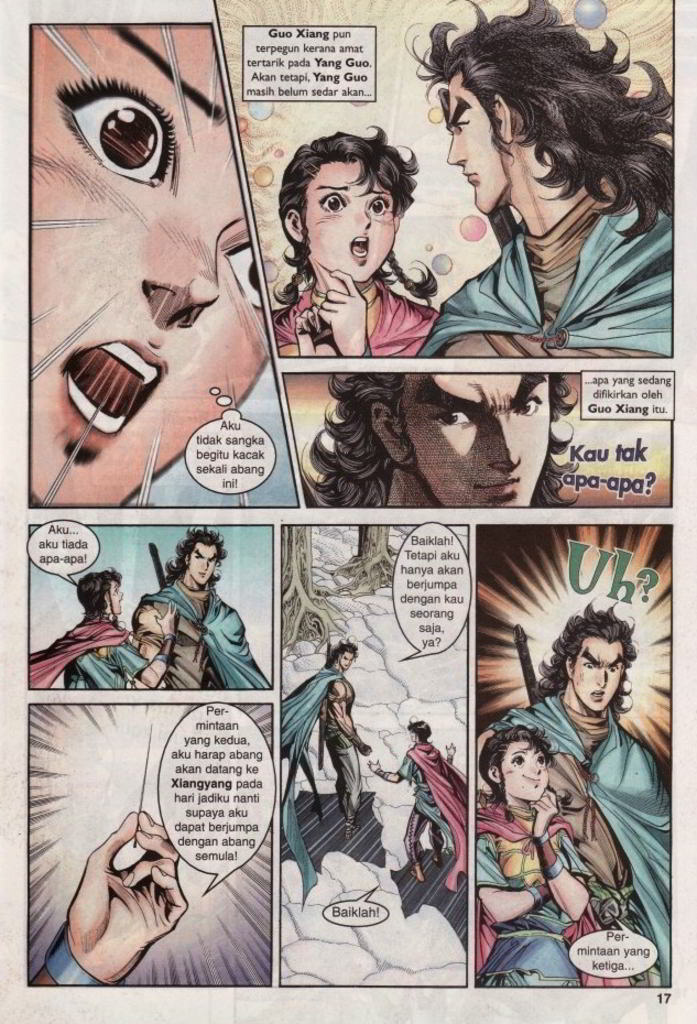 Guo Xiang pun
terpegun kerana amat
tertarik pada Yang Guo.
Akan tetapi, Yang Guo
masih belum sedar akan...
Aku
tidak sangka
begitu kacak
sekali abang
ini!
...apa yang sedang
difikirkan oleh
Guo Xiang itu.
Kau tak
apa-apa?
Aku...
aku tiada
apa-apa!
Per-
mintaan
yang kedua,
aku harap abang
akan datang ke
Xiangyang pada
hari jadiku nanti
supaya aku
dapat berjumpa
dengan abang
semula!
Baiklah!
Tetapi aku
hanya akan
berjumpa
dengan kau
seorang
saja,
ya?
Baiklah!
Uh?
Per-
mintaan yang
ketiga...
17